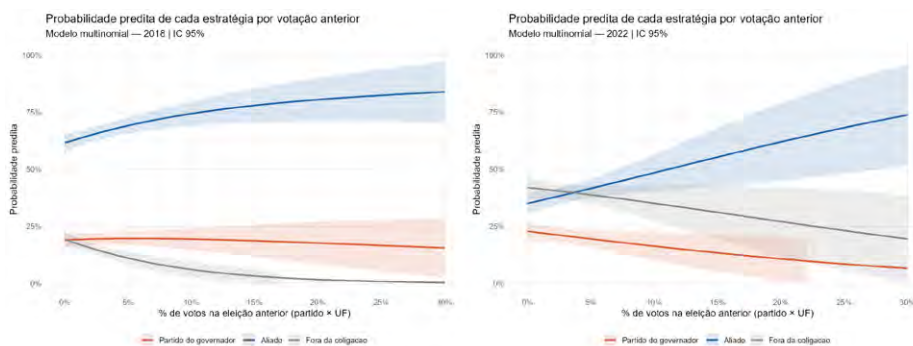 Probabilidade predita de cada estratégia por votação anterior
Modelo multinomial — 2018 | IC 95%
100%
75%
50%
25%
0%
Probabilidade predita
0%
5%
10%
15%
20%
25%
30%
% de votos na eleição anterior (partido × UF)
Partido do governador
Aliado
Fora da coligacao
Probabilidade predita de cada estratégia por votação anterior
Modelo multinomial — 2022 | IC 95%
100%
75%
50%
25%
0%
Probabilidade predita
0%
5%
10%
15%
20%
25%
30%
% de votos na eleição anterior (partido × UF)
Partido do governador
Aliado
Fora da coligacao